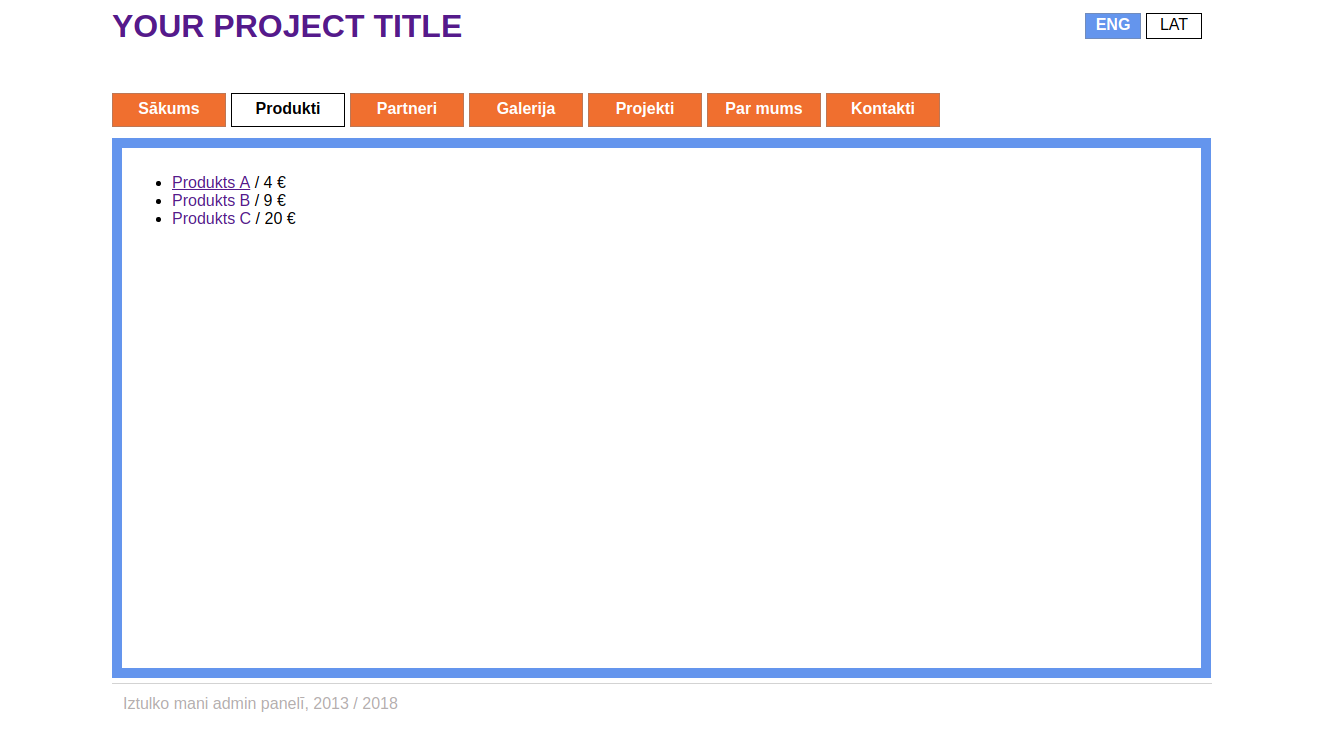 YOUR PROJECT TITLE
ENG LAT
Sākums Produkti Partneri Galerija Projekti Par mums Kontakti
Produkts A / 4 €
Produkts B / 9 €
Produkts C / 20 €
Iztulko mani admin panelī, 2013 / 2018